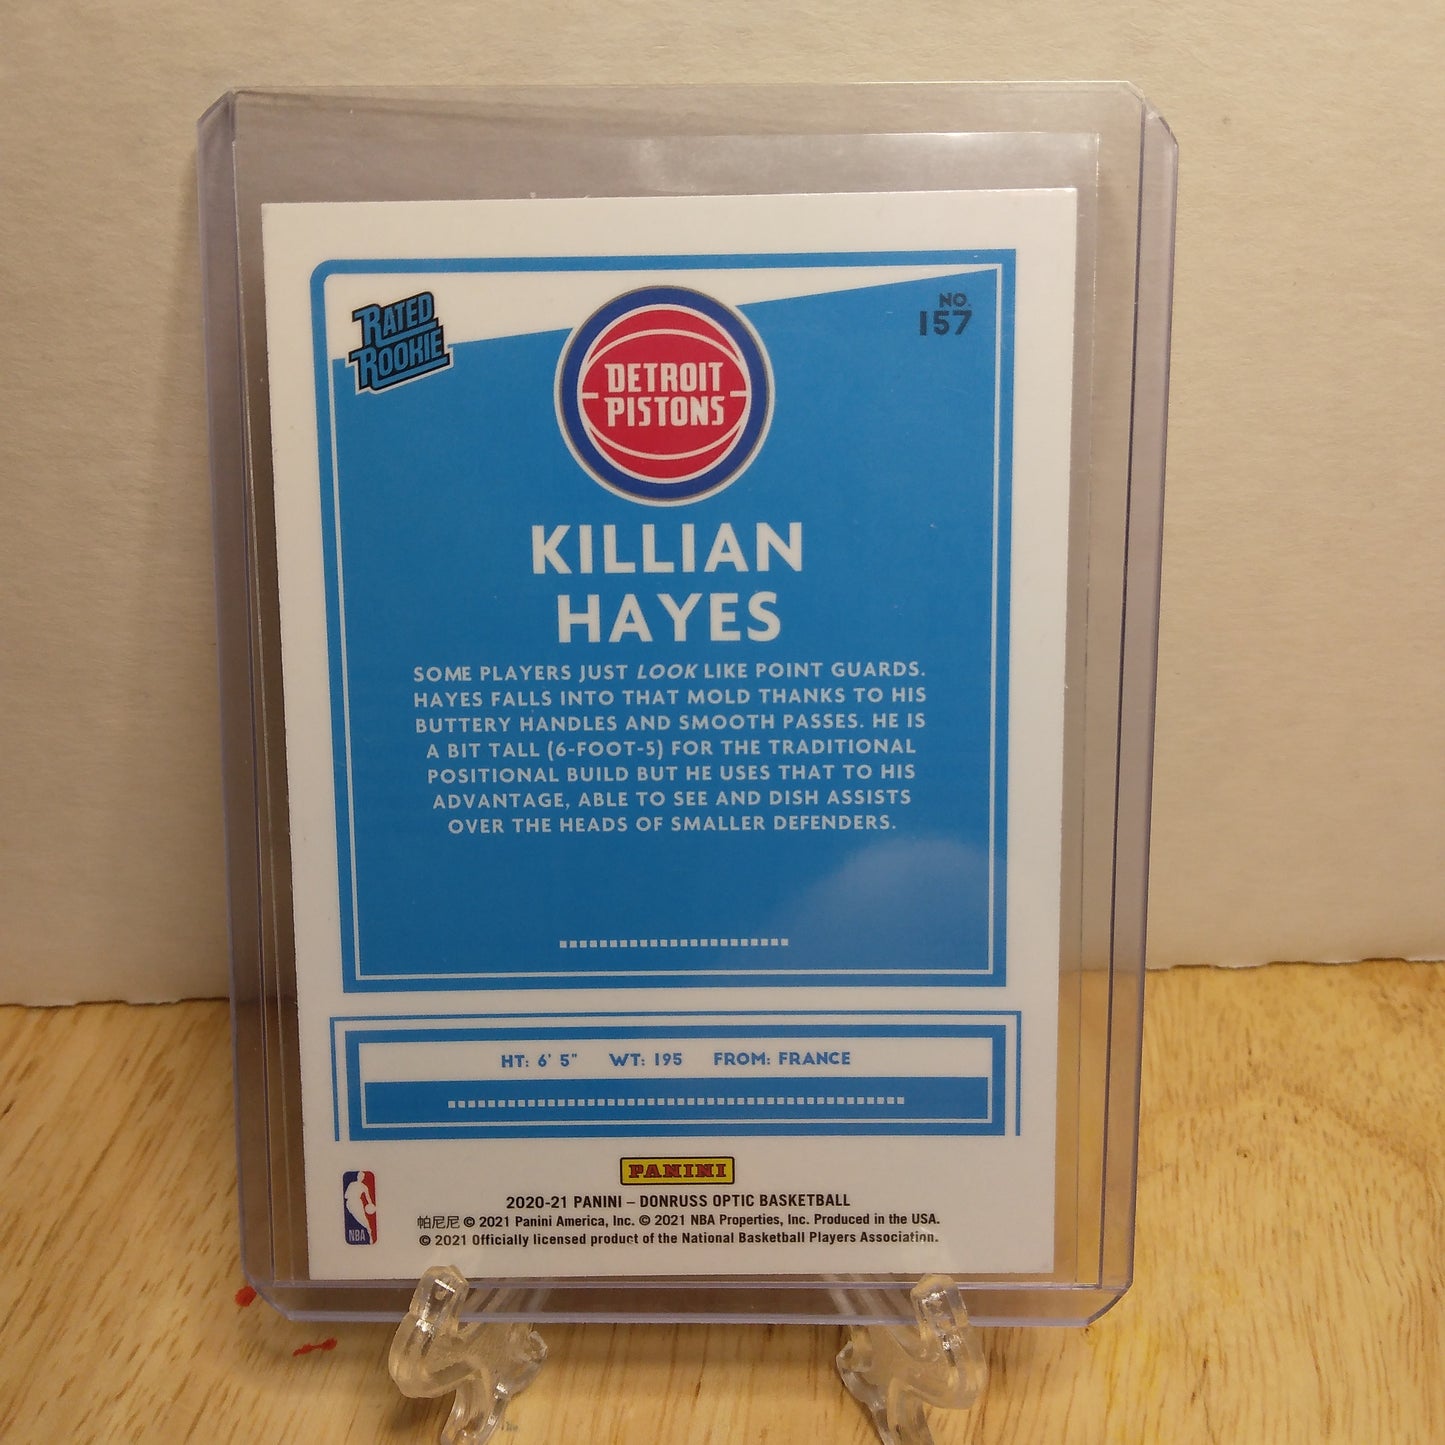 RATED
ROOKIE
NO.
157
DETROIT
PISTONS
KILLIAN
HAYES
SOME PLAYERS JUST LOOK LIKE POINT GUARDS.
HAYES FALLS INTO THAT MOLD THANKS TO HIS
BUTTERY HANDLES AND SMOOTH PASSES. HE IS
A BIT TALL (6-FOOT-5) FOR THE TRADITIONAL
POSITIONAL BUILD BUT HE USES THAT TO HIS
ADVANTAGE, ABLE TO SEE AND DISH ASSISTS
OVER THE HEADS OF SMALLER DEFENDERS.
HT: 6' 5" WT: 195 FROM: FRANCE
PANINI
2020-21 PANINI – DONRUSS OPTIC BASKETBALL
帕尼尼 © 2021 Panini America, Inc. © 2021 NBA Properties, Inc. Produced in the USA.
© 2021 Officially licensed product of the National Basketball Players Association.
NBA